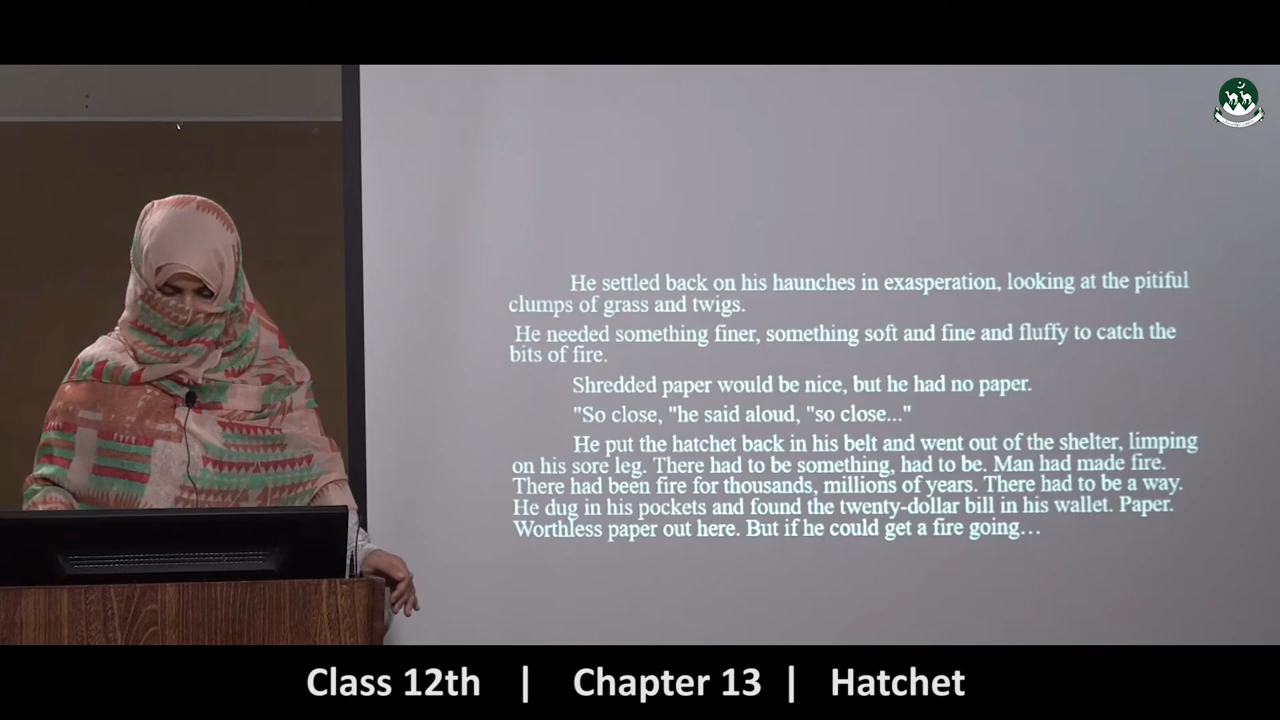 He settled back on his haunches in exasperation, looking at the pitiful
clumps of grass and twigs.
He needed something finer, something soft and fine and fluffy to catch the
bits of fire.
Shredded paper would be nice, but he had no paper.
"So close, "he said aloud, "so close..."
He put the hatchet back in his belt and went out of the shelter, limping
on his sore leg. There had to be something, had to be. Man had made fire.
There had been fire for thousands, millions of years. There had to be a way.
He dug in his pockets and found the twenty-dollar bill in his wallet. Paper.
Worthless paper out here. But if he could get a fire going…
Class 12th | Chapter 13 | Hatchet